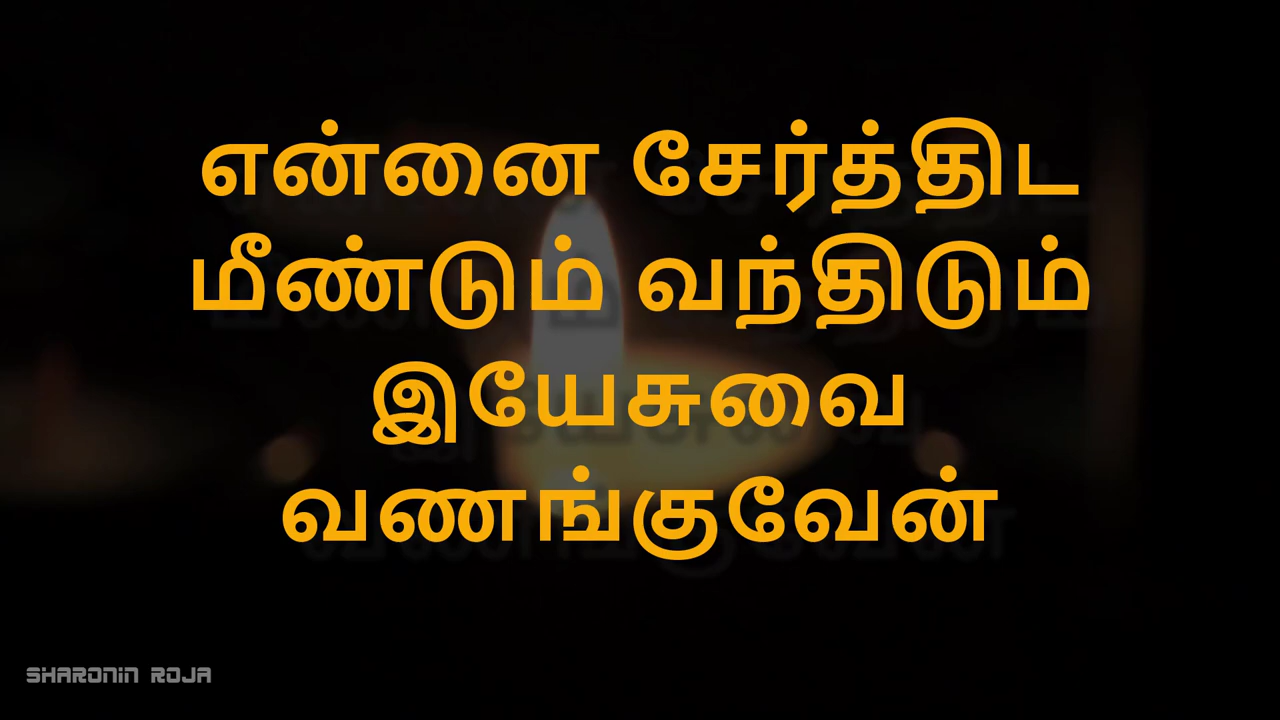 என்னை சேர்த்திட
மீண்டும் வந்திடும்
இயேசுவை
வணங்குவேன்
SHARONIN ROJA